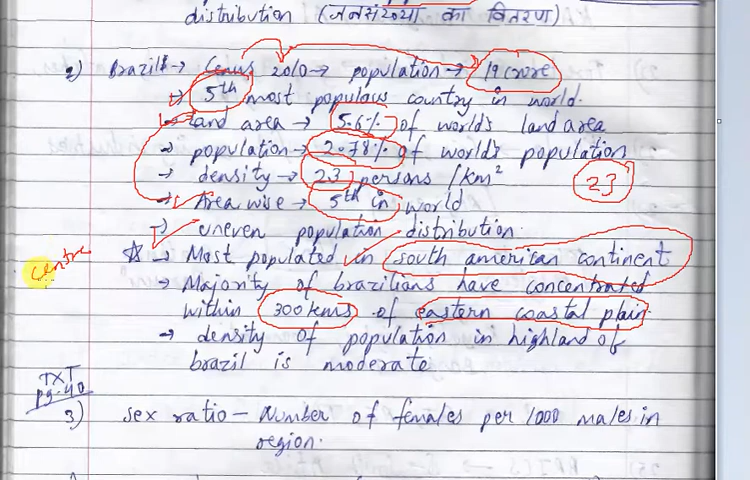 distribution (जनसंख्या का वितरण)
2) Brazil → Census 2010 → population → 19 crore
→ 5th most populous country in world.
→ Land area → 5.6% of world's land area
→ population → 2.78% of world's population
→ density → 23 persons /km² 23
→ Area wise → 5th in world
→ uneven population distribution.
→ Most populated in south american continent
centre
→ Majority of brazilians have concentrated
within 300 kms of eastern coastal plain.
→ density of population in highland of
brazil is moderate
TXT
pg-40
3) sex ratio - Number of females per 1000 males in
region.